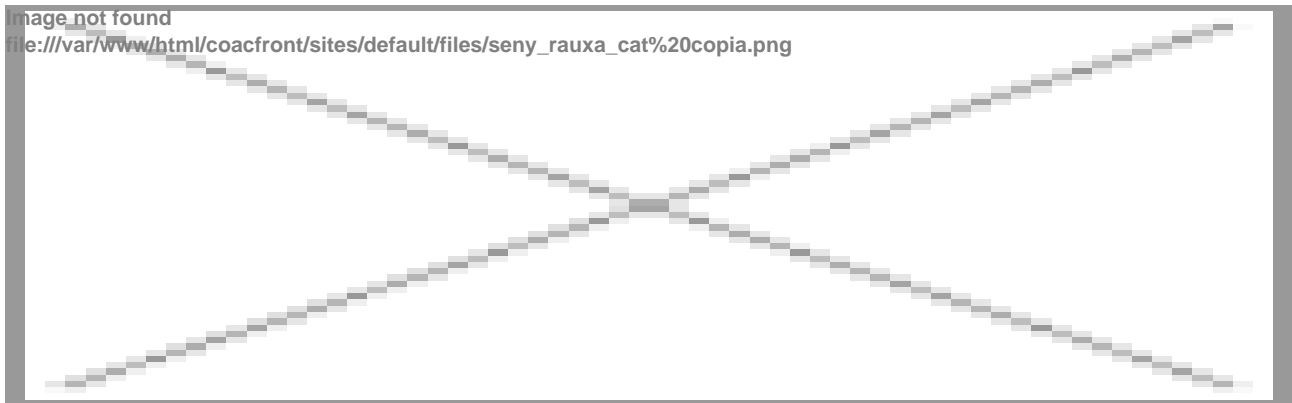 Image not found
file:///var/www/html/coacfront/sites/default/files/seny_rauxa_cat%20copia.png